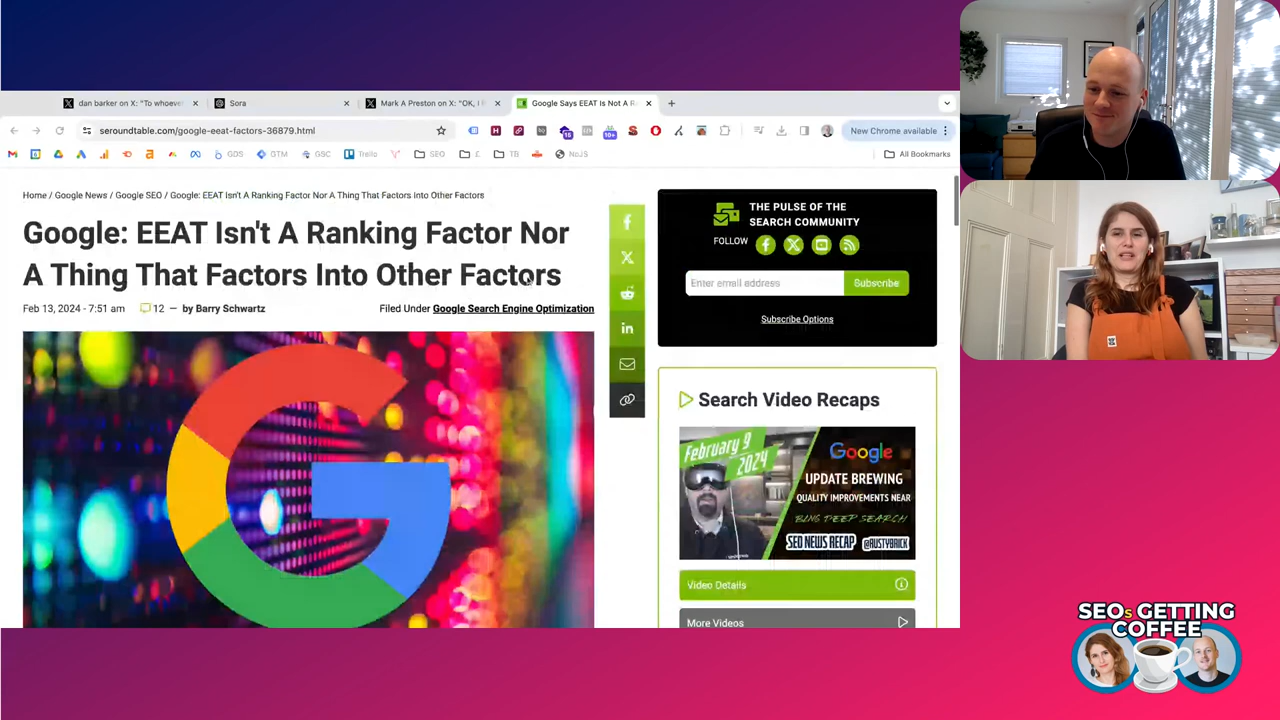 dan barker on X: "To whoeve
Sora
Mark A Preston on X: "OK, I
Google Says EEAT Is Not A R
seroundtable.com/google-eeat-factors-36879.html
New Chrome available
GDS
GTM
GSC
Trello
SEO
£
TB
NoJS
All Bookmarks
Home / Google News / Google SEO / Google: EEAT Isn't A Ranking Factor Nor A Thing That Factors Into Other Factors
Google: EEAT Isn't A Ranking Factor Nor
A Thing That Factors Into Other Factors
Feb 13, 2024 - 7:51 am
12 — by Barry Schwartz
Filed Under Google Search Engine Optimization
THE PULSE OF THE
SEARCH COMMUNITY
FOLLOW
Enter email address
Subscribe
Subscribe Options
Search Video Recaps
February 9
2024
Google
UPDATE BREWING
QUALITY IMPROVEMENTS NEAR
BING DEEP SEARCH
SEO NEWS RECAP
@RUSTYBRICK
Video Details
More Videos
SEOs GETTING
COFFEE